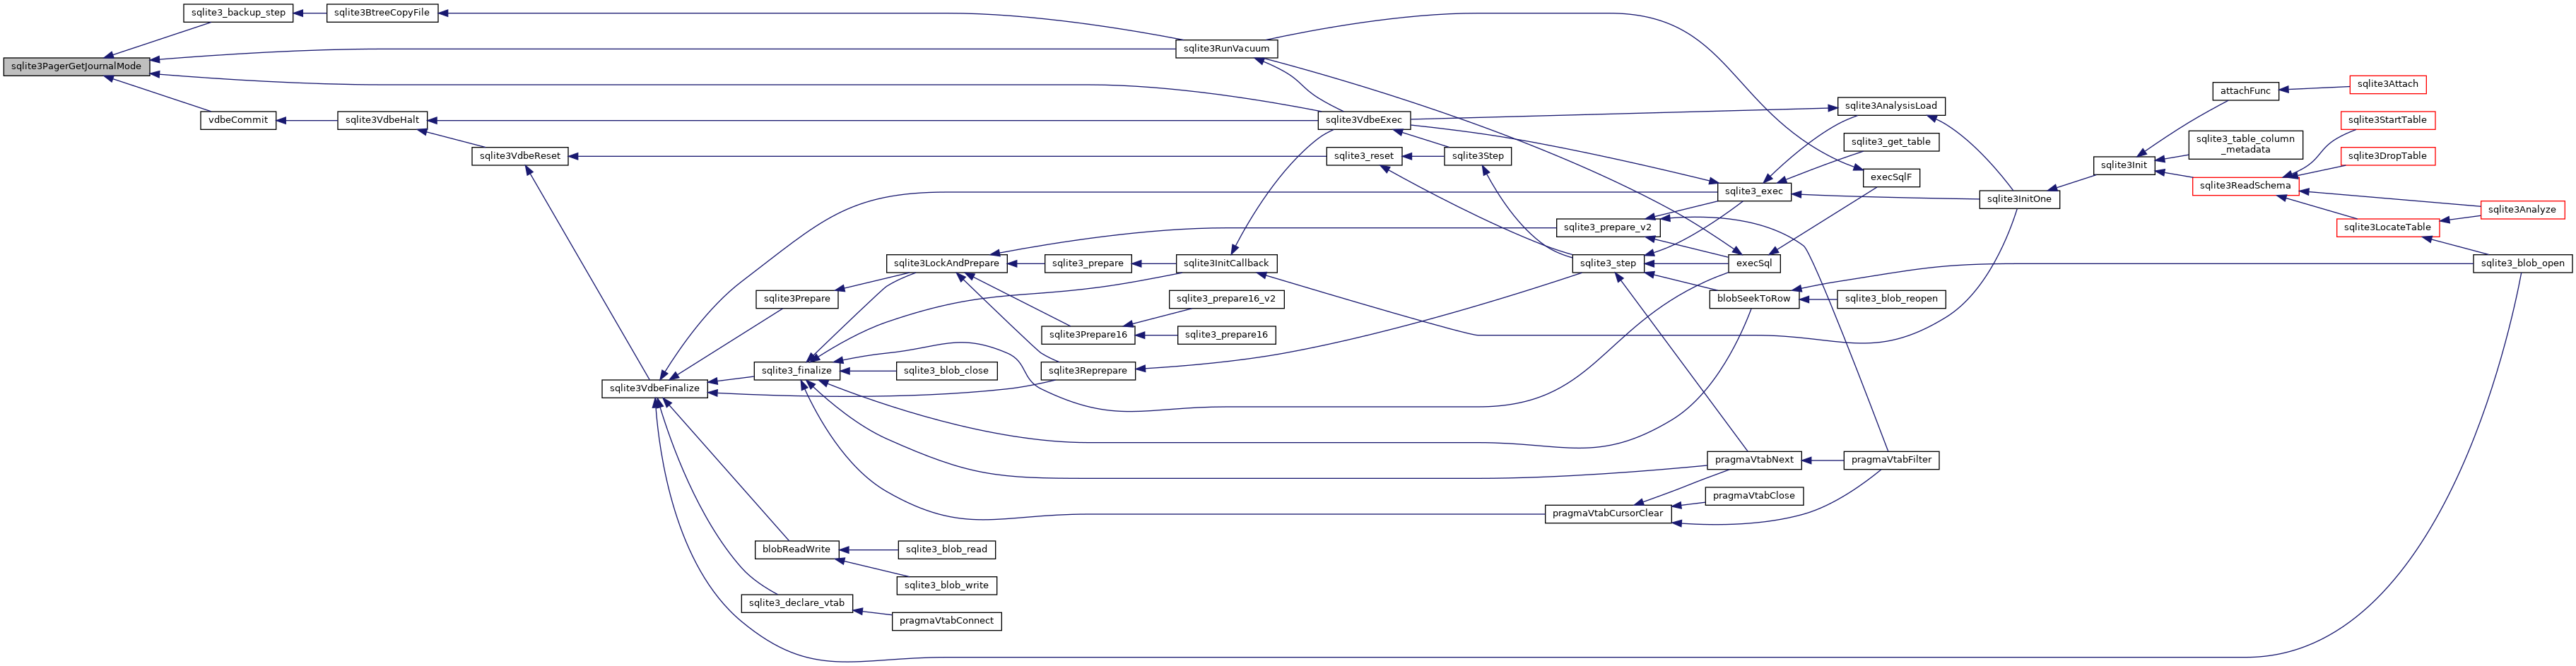 sqlite3_backup_step
sqlite3BtreeCopyFile
sqlite3RunVacuum
sqlite3PagerGetJournalMode
sqlite3Attach
attachFunc
sqlite3AnalysisLoad
vdbeCommit
sqlite3VdbeHalt
sqlite3VdbeExec
sqlite3StartTable
sqlite3_get_table
sqlite3_table_column
_metadata
sqlite3VdbeReset
sqlite3_reset
sqlite3Step
sqlite3DropTable
sqlite3Init
execSqlF
sqlite3ReadSchema
sqlite3_exec
sqlite3InitOne
sqlite3Analyze
sqlite3_prepare_v2
sqlite3LocateTable
sqlite3LockAndPrepare
sqlite3_prepare
sqlite3InitCallback
sqlite3_step
execSql
sqlite3_blob_open
sqlite3Prepare
sqlite3_prepare16_v2
blobSeekToRow
sqlite3_blob_reopen
sqlite3Prepare16
sqlite3_prepare16
sqlite3_finalize
sqlite3_blob_close
sqlite3Reprepare
sqlite3VdbeFinalize
pragmaVtabNext
pragmaVtabFilter
pragmaVtabClose
pragmaVtabCursorClear
blobReadWrite
sqlite3_blob_read
sqlite3_blob_write
sqlite3_declare_vtab
pragmaVtabConnect